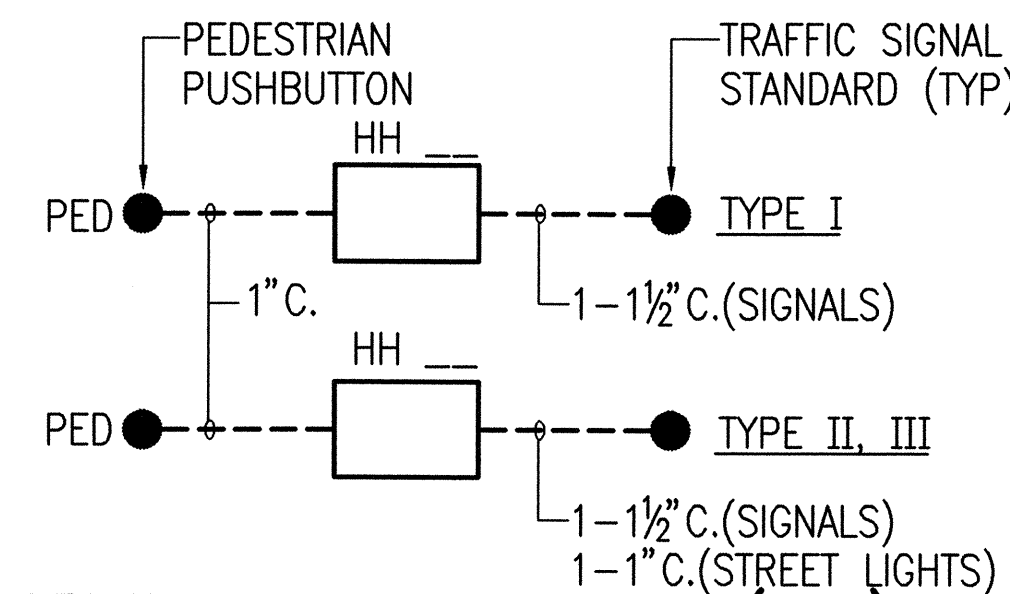 PEDESTRIAN
PUSHBUTTON
TRAFFIC SIGNAL
STANDARD (TYP)
HH __
PED
TYPE I
1" C.
1-1½" C.(SIGNALS)
HH __
PED
TYPE II, III
1-1½" C.(SIGNALS)
1-1" C.(STREET LIGHTS)